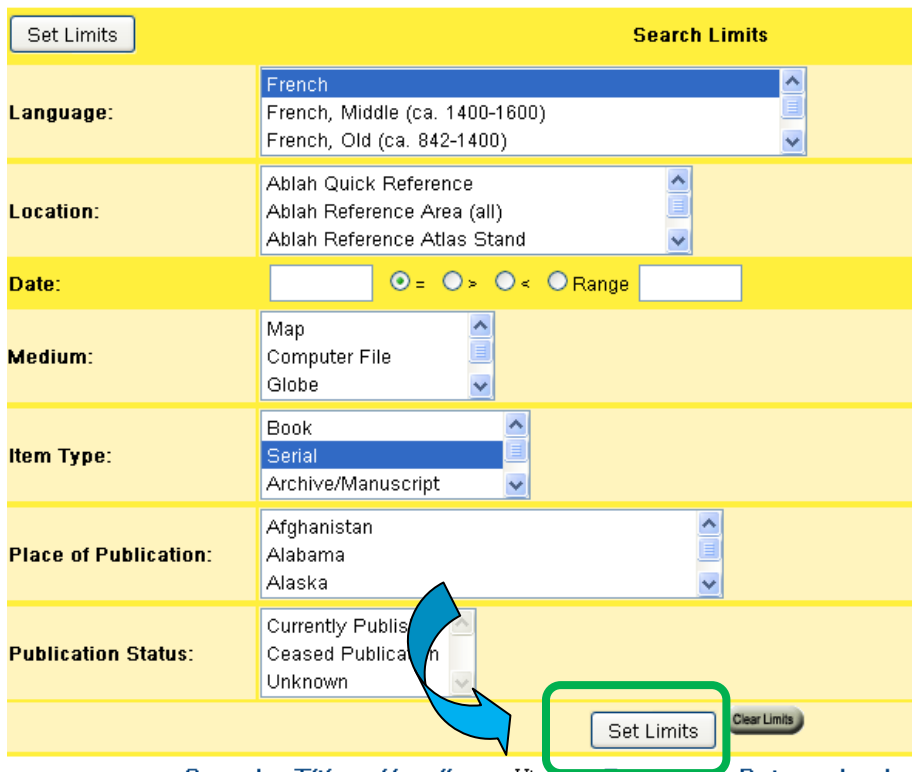 Set Limits Search Limits
Language: French
French, Middle (ca. 1400-1600)
French, Old (ca. 842-1400)
Location: Ablah Quick Reference
Ablah Reference Area (all)
Ablah Reference Atlas Stand
Date: = > < Range
Medium: Map
Computer File
Globe
Item Type: Book
Serial
Archive/Manuscript
Place of Publication: Afghanistan
Alabama
Alaska
Publication Status: Currently
Ceased
Unknown
Set Limits Clear Limits